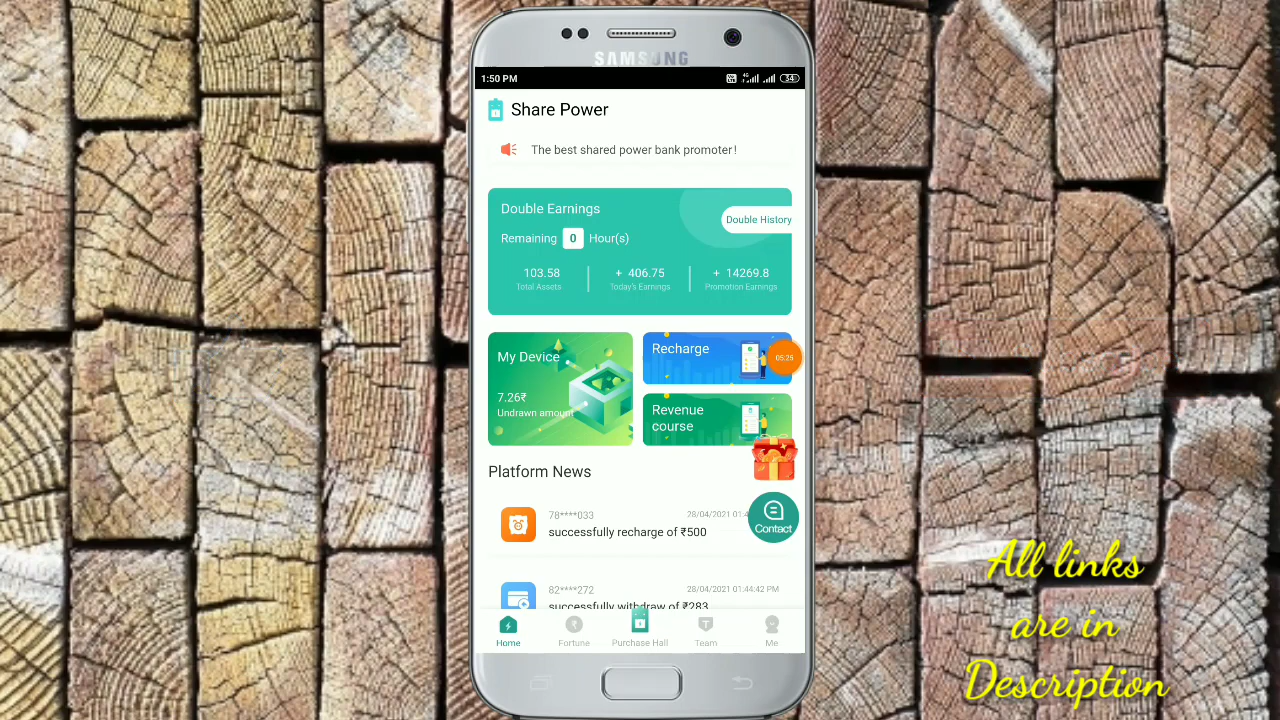 SAMSUNG
1:50 PM
34
Share Power
The best shared power bank promoter!
Double Earnings
Double History
Remaining 0 Hour(s)
103.58
+ 406.75
+ 14269.8
Total Assets
Today's Earnings
Promotion Earnings
My Device
7.26₹
Undrawn amount
Recharge
05:25
Revenue
course
Platform News
78****033
28/04/2021 01:4
successfully recharge of ₹500
Contact
82****272
28/04/2021 01:44:42 PM
successfully withdraw of ₹283
Home
Fortune
Purchase Hall
Team
Me
All links
are in
Description